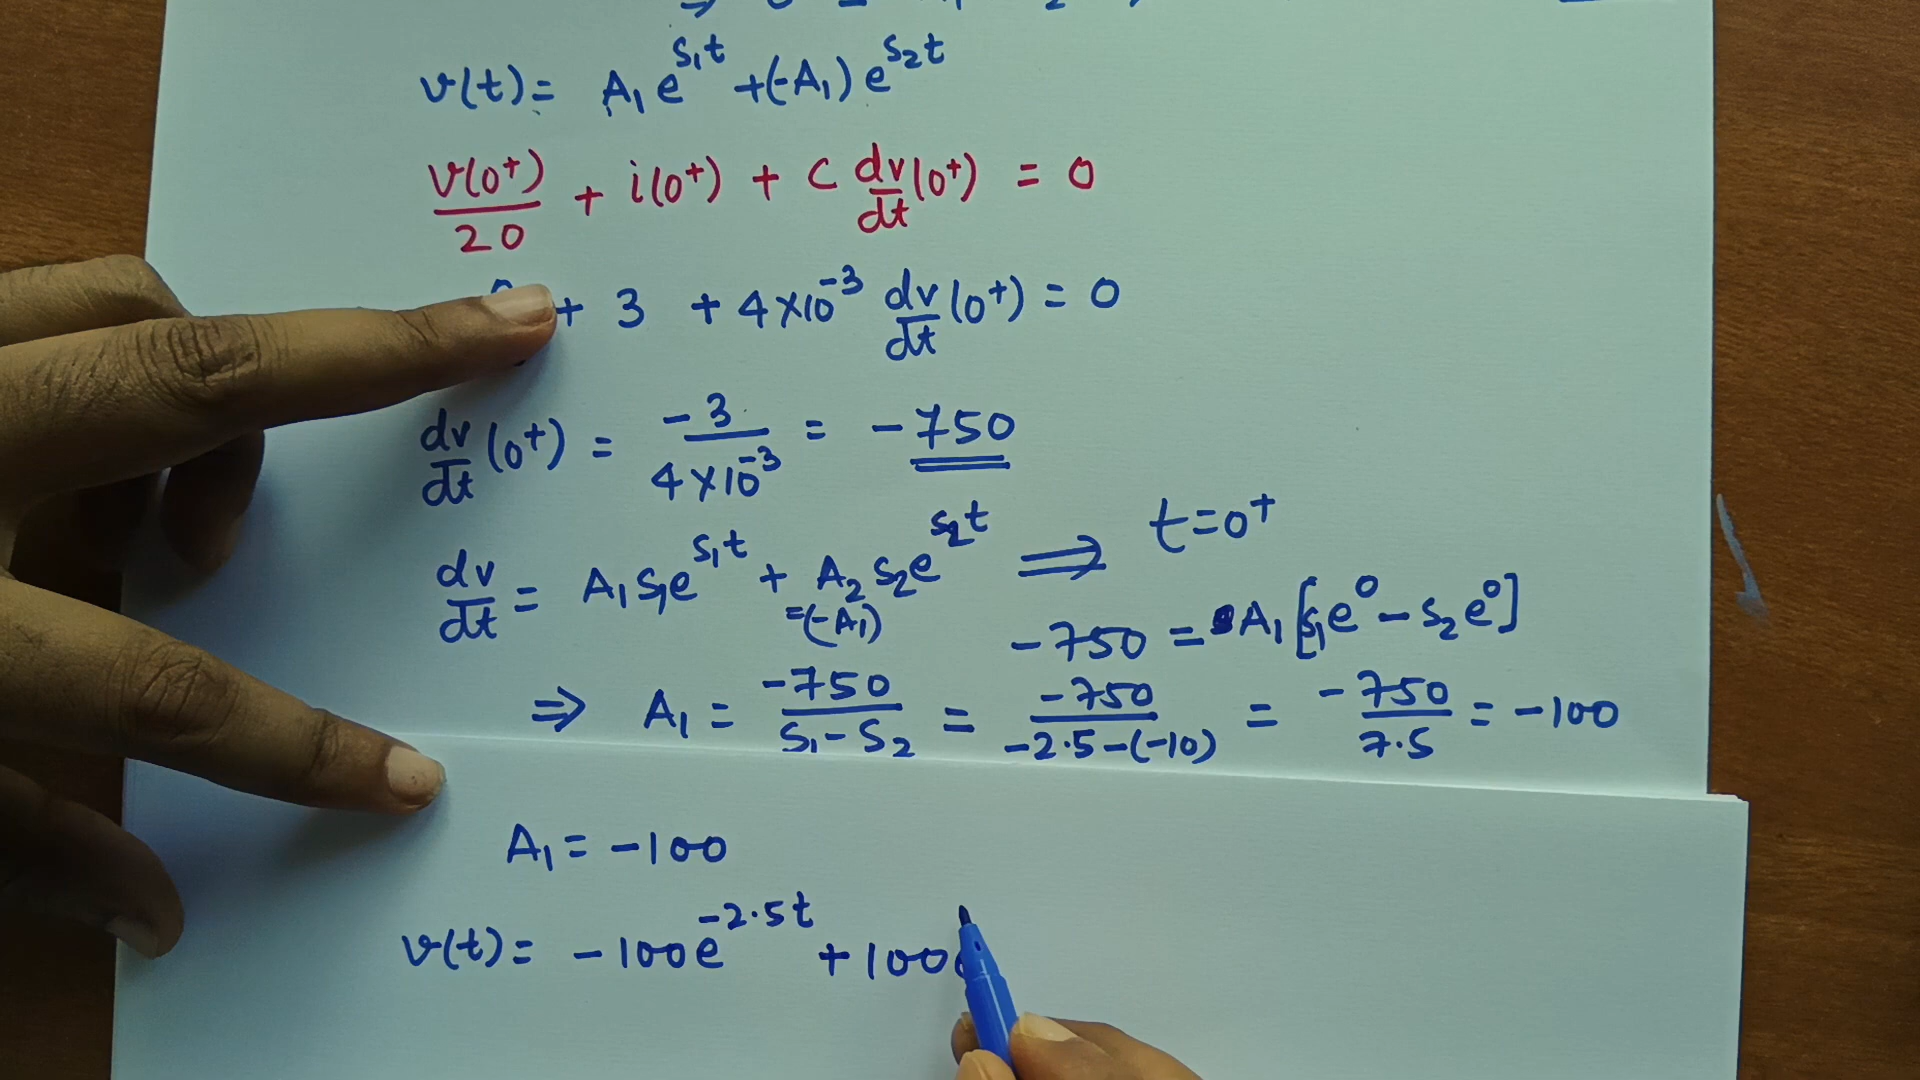 v(t) = A₁ e^{s₁t} + (-A₁) e^{s₂t}
v(0⁺)/20 + i(0⁺) + C dv/dt (0⁺) = 0
+ 3 + 4×10⁻³ dv/dt (0⁺) = 0
dv/dt (0⁺) = -3/4×10⁻³ = -750
dv/dt = A₁s₁e^{s₁t} + A₂s₂e^{s₂t} ⟹ t=0⁺
=(-A₁)
-750 = A₁[s₁e⁰ - s₂e⁰]
⇒ A₁ = -750/s₁-s₂ = -750/-2.5-(-10) = -750/7.5 = -100
A₁ = -100
v(t) = -100e^{-2.5t} + 100